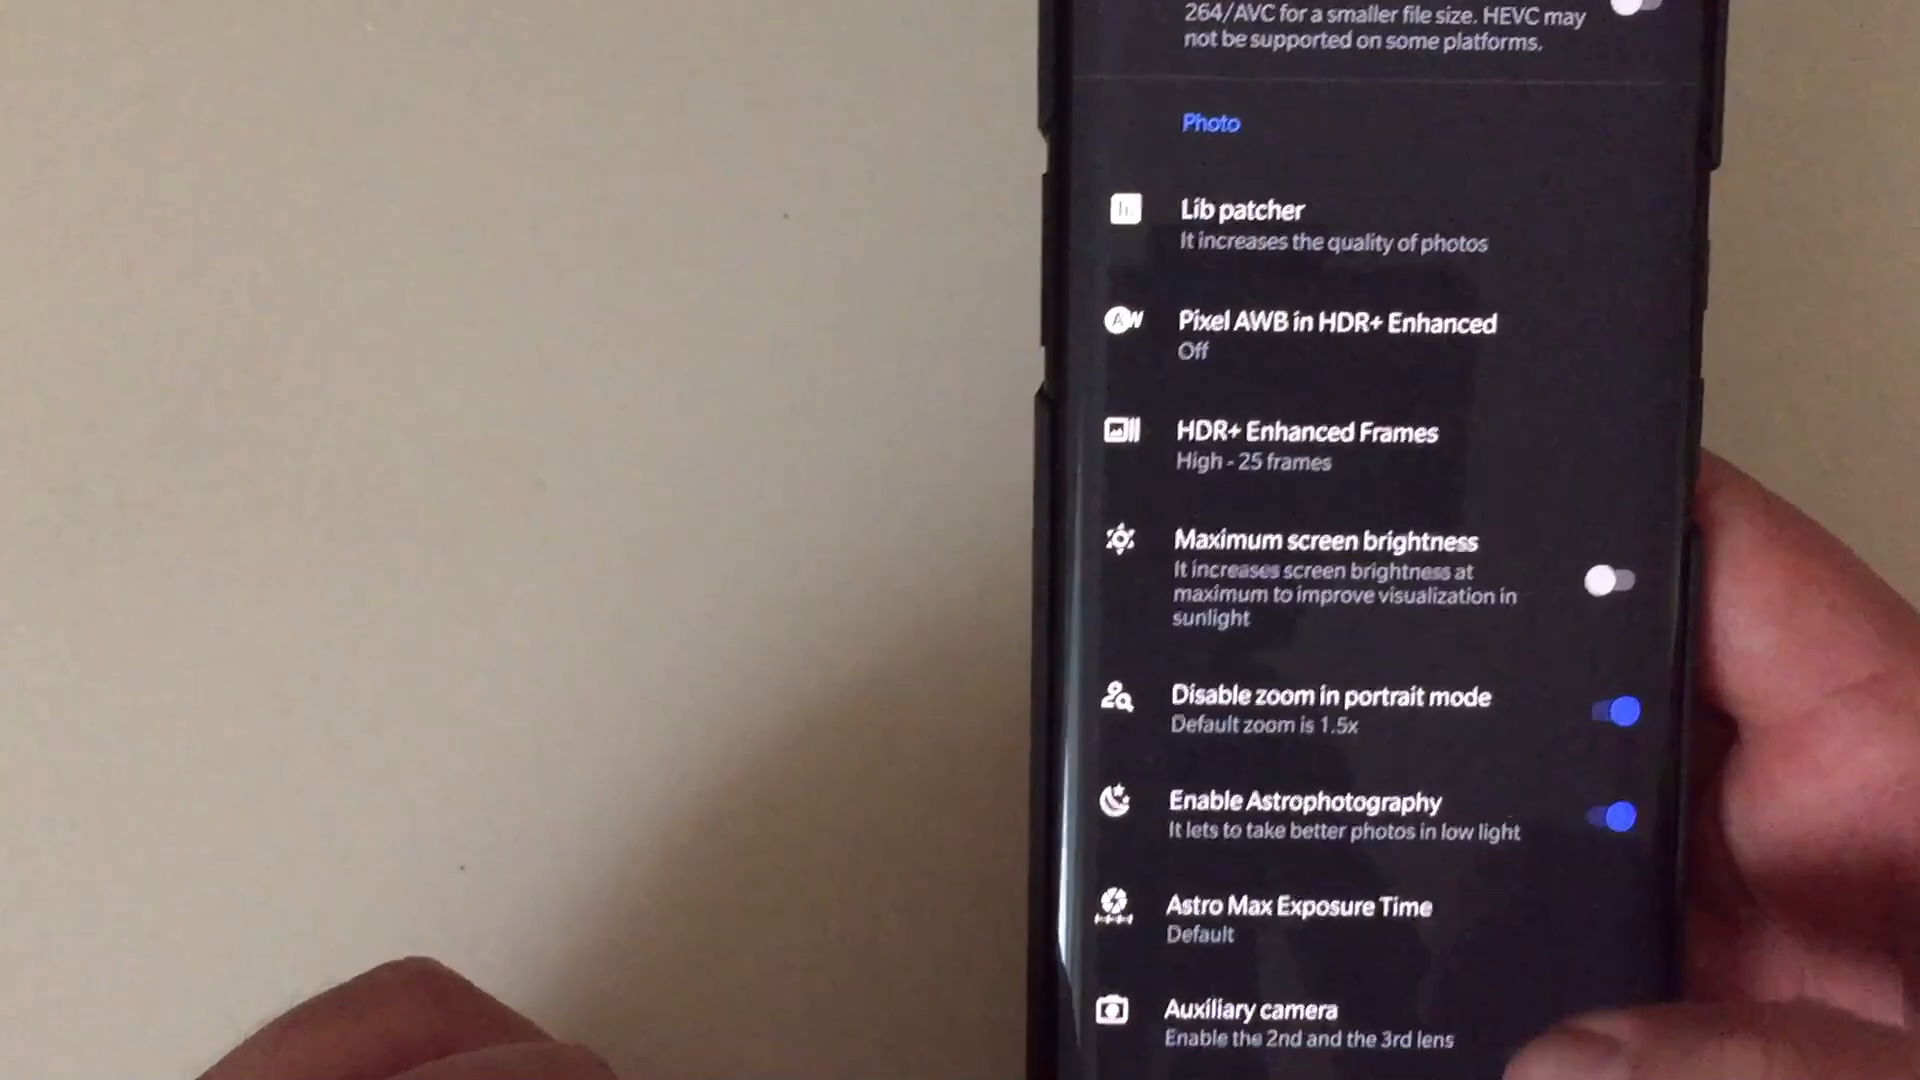 264/AVC for a smaller file size. HEVC may
not be supported on some platforms.
Photo
Lib patcher
It increases the quality of photos
Pixel AWB in HDR+ Enhanced
Off
HDR+ Enhanced Frames
High - 25 frames
Maximum screen brightness
It increases screen brightness at
maximum to improve visualization in
sunlight
Disable zoom in portrait mode
Default zoom is 1.5x
Enable Astrophotography
It lets to take better photos in low light
Astro Max Exposure Time
Default
Auxiliary camera
Enable the 2nd and the 3rd lens